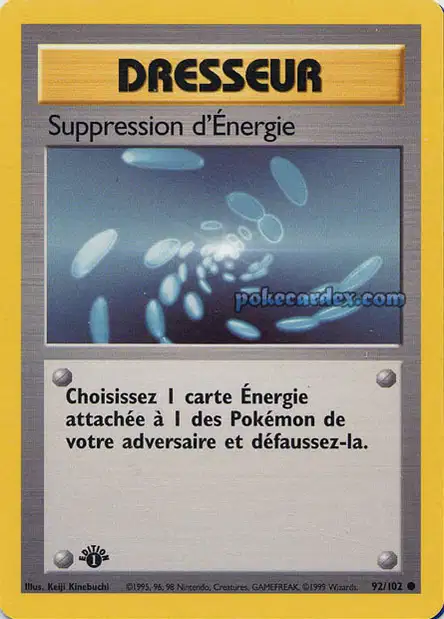 DRESSEUR
Suppression d'Énergie
pokecardex.com
Choisissez 1 carte Énergie
attachée à 1 des Pokémon de
votre adversaire et défaussez-la.
EDITION
1
Illus. Keiji Kinebuchi ©1995, 96, 98 Nintendo, Creatures, GAMEFREAK. ©1999 Wizards. 92/102